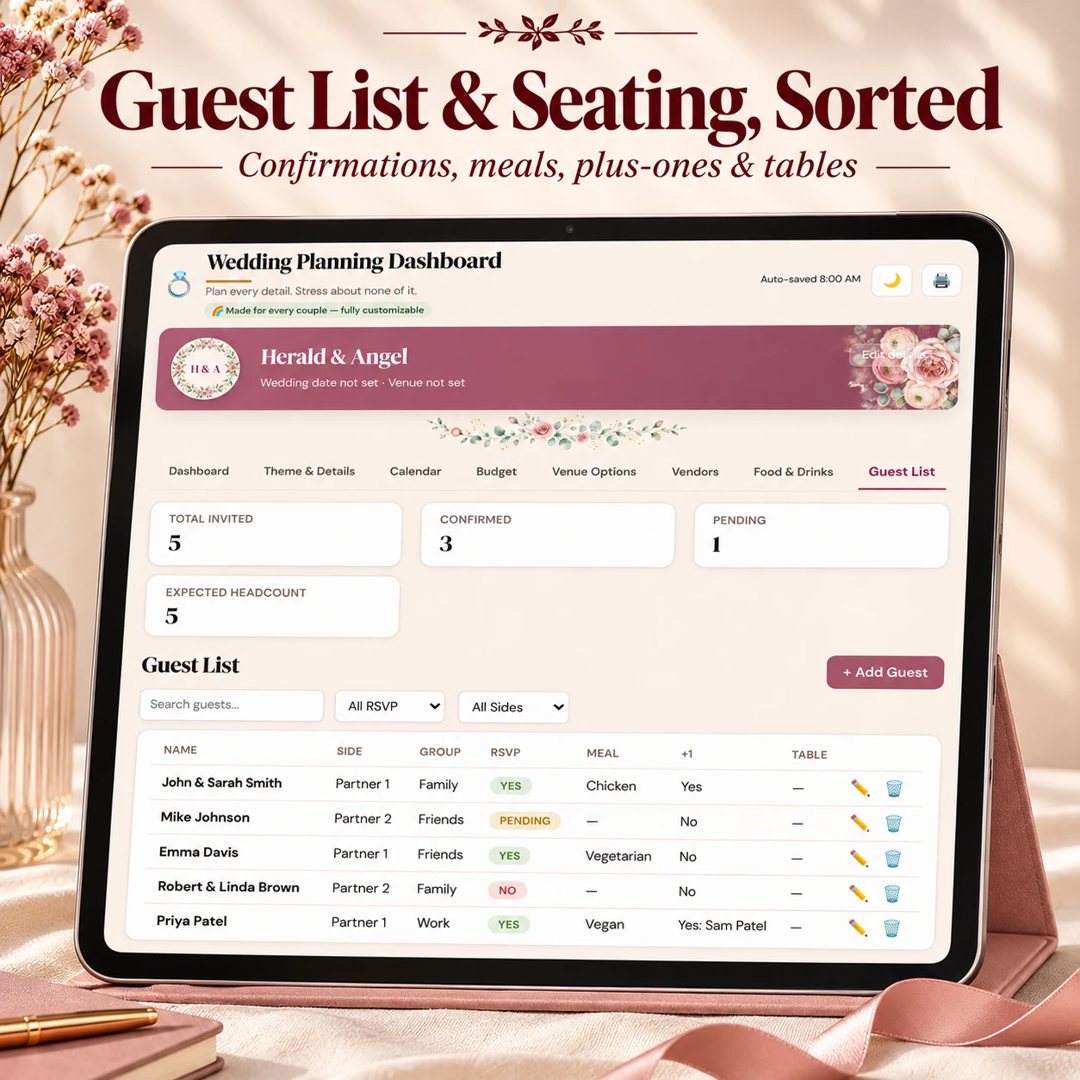 Guest List & Seating, Sorted
Confirmations, meals, plus-ones & tables
Wedding Planning Dashboard
Plan every detail. Stress about none of it.
Made for every couple — fully customizable
Auto-saved 8:00 AM
H & A
Herald & Angel
Wedding date not set · Venue not set
Edit details
Dashboard Theme & Details Calendar Budget Venue Options Vendors Food & Drinks Guest List
TOTAL INVITED
5
CONFIRMED
3
PENDING
1
EXPECTED HEADCOUNT
5
Guest List
+ Add Guest
Search guests... All RSVP All Sides
NAME SIDE GROUP RSVP MEAL +1 TABLE
John & Sarah Smith Partner 1 Family YES Chicken Yes —
Mike Johnson Partner 2 Friends PENDING — No —
Emma Davis Partner 1 Friends YES Vegetarian No —
Robert & Linda Brown Partner 2 Family NO — No —
Priya Patel Partner 1 Work YES Vegan Yes: Sam Patel —